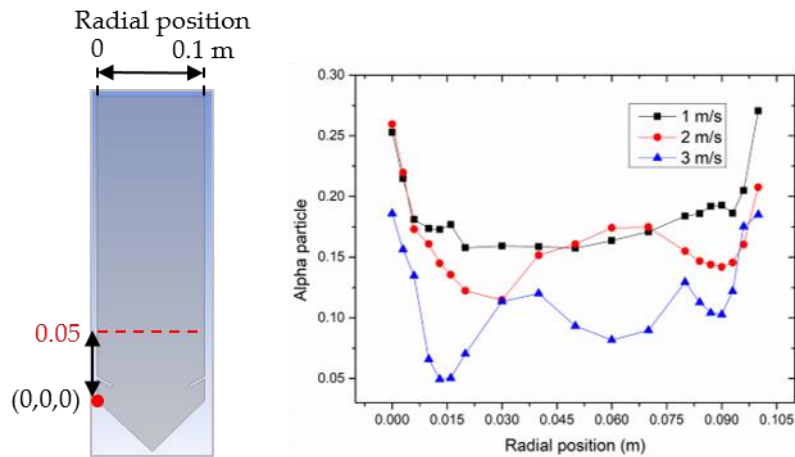 Radial position
0 0.1 m
0.05
(0,0,0)
0.30
0.25
0.20
0.15
0.10
0.05
Alpha particle
1 m/s
2 m/s
3 m/s
0.000 0.015 0.030 0.045 0.060 0.075 0.090 0.105
Radial position (m)